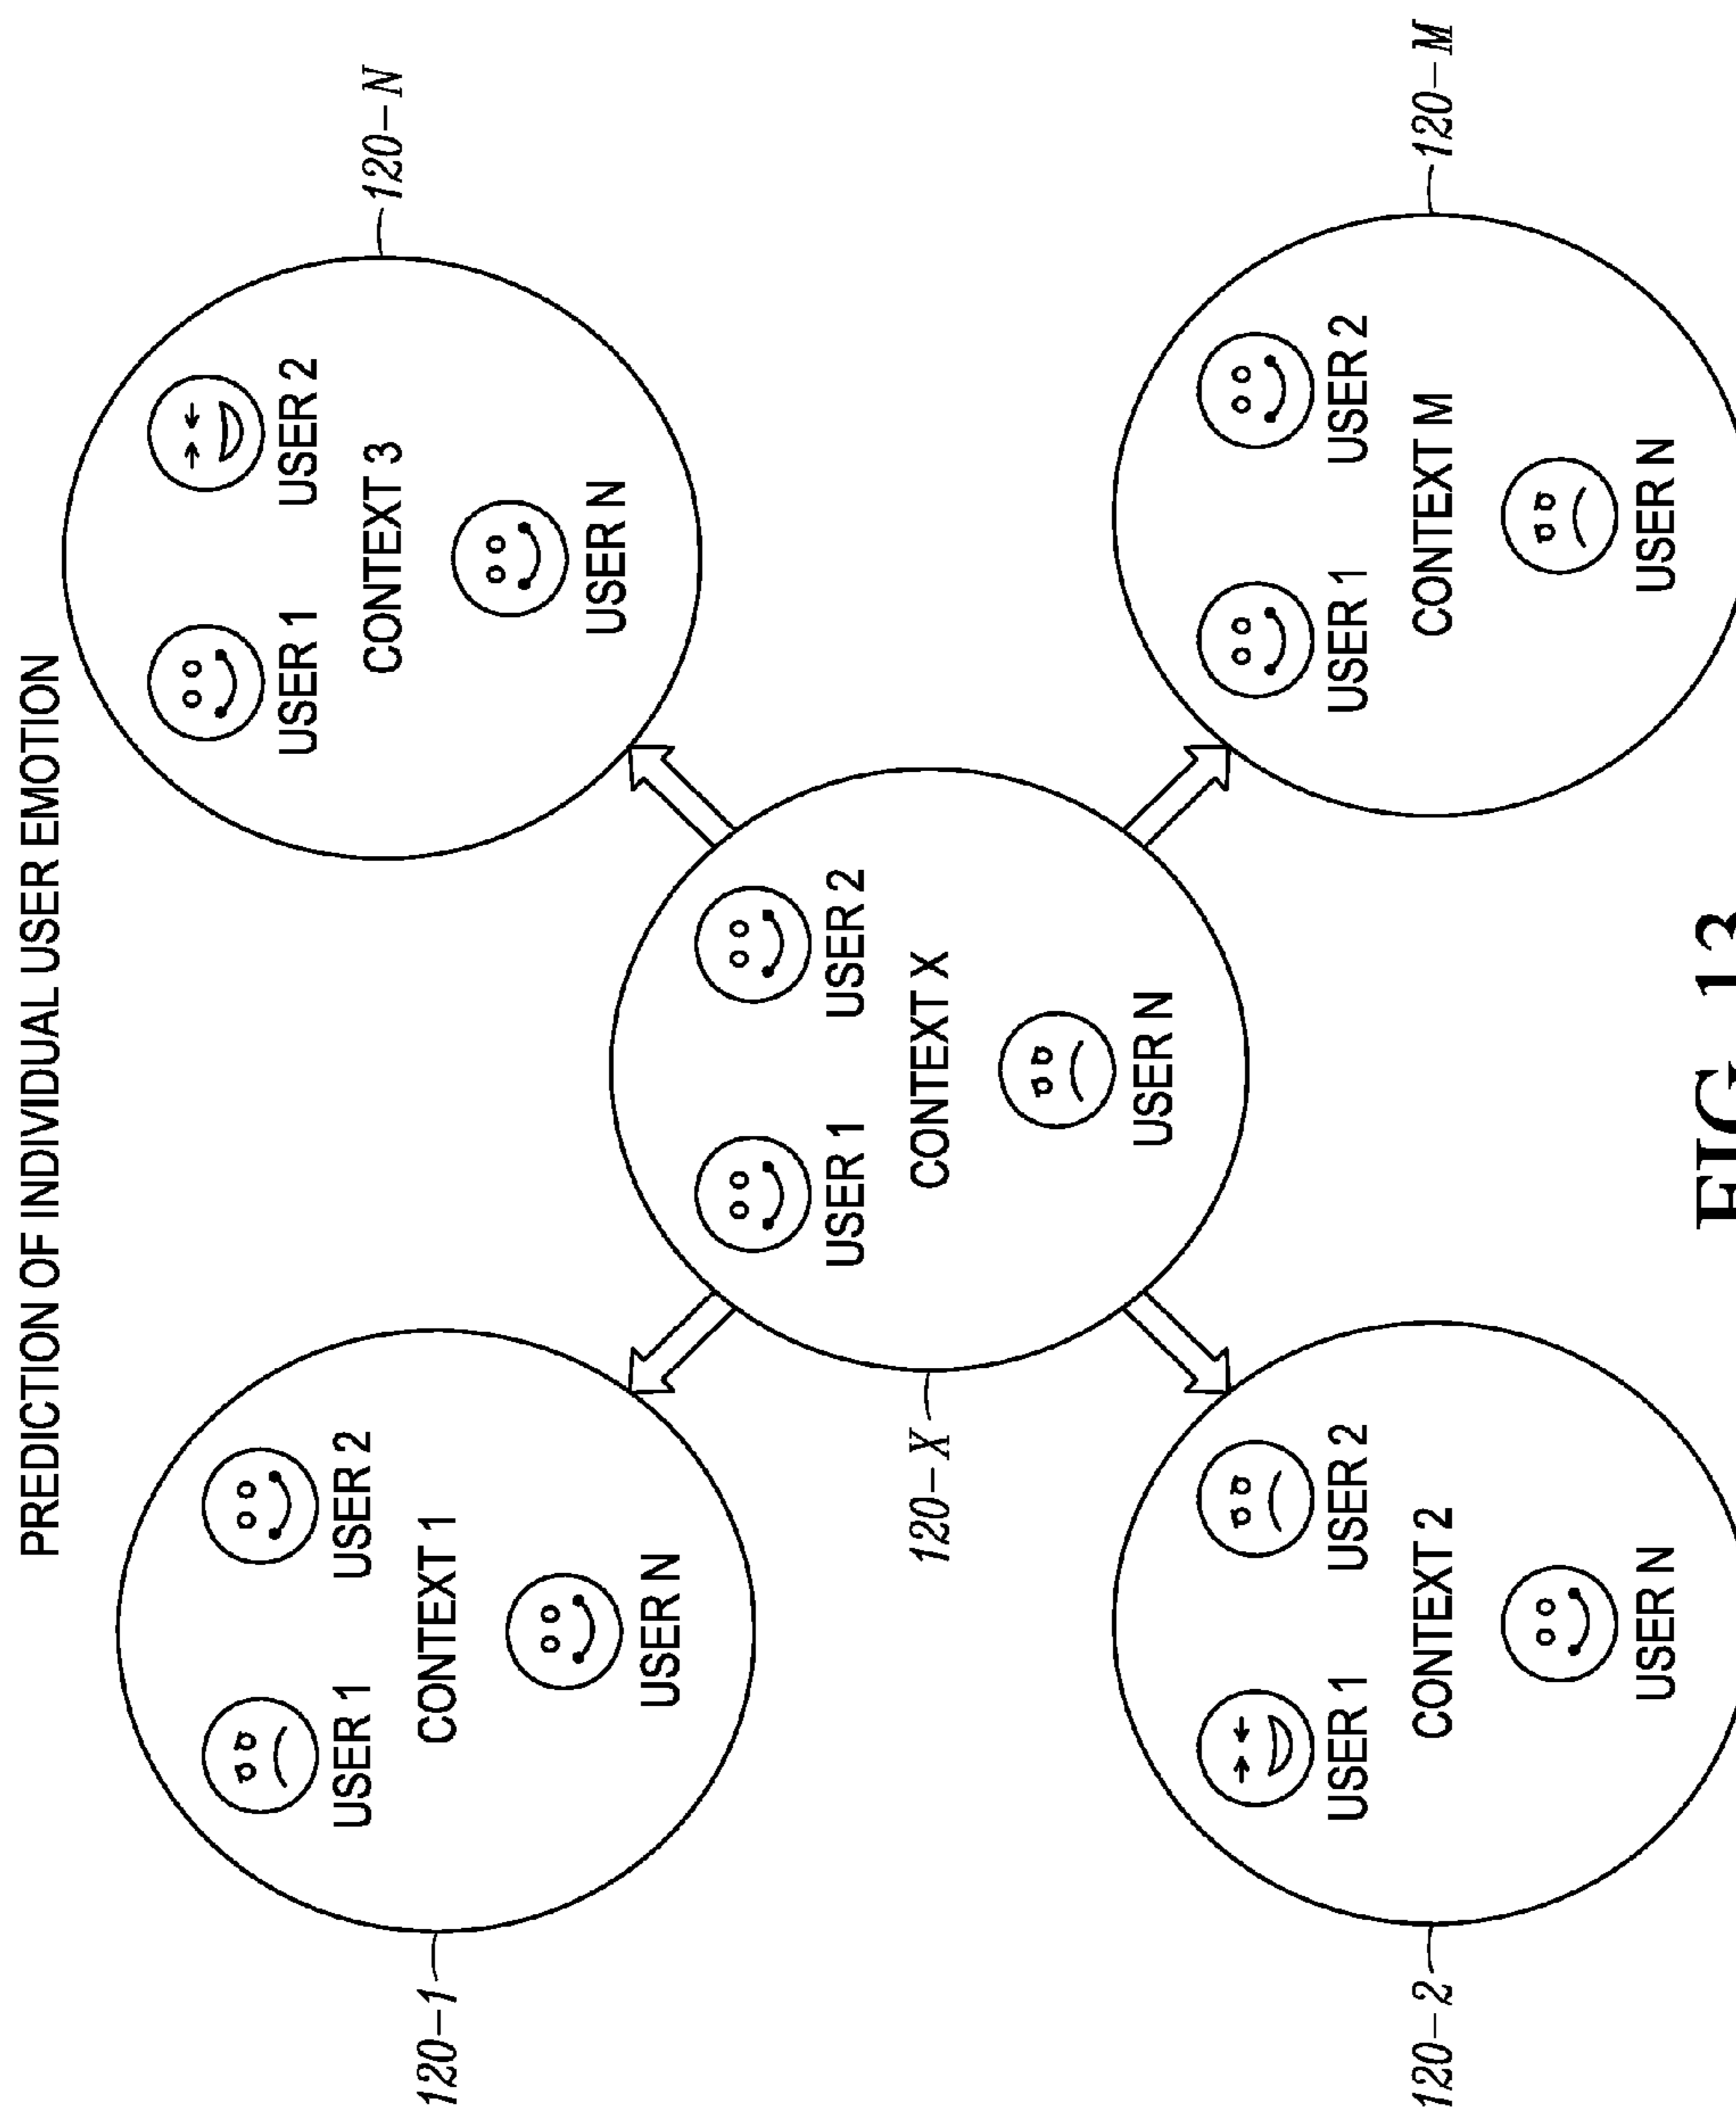 PREDICTION OF INDIVIDUAL USER EMOTION
120-1
USER 1
USER 2
CONTEXT 1
USER N
120-N
USER 1
USER 2
CONTEXT 3
USER N
120-X
USER 1
USER 2
CONTEXT X
USER N
120-2
USER 1
USER 2
CONTEXT 2
USER N
120-M
USER 1
USER 2
CONTEXT M
USER N
FIG. 13